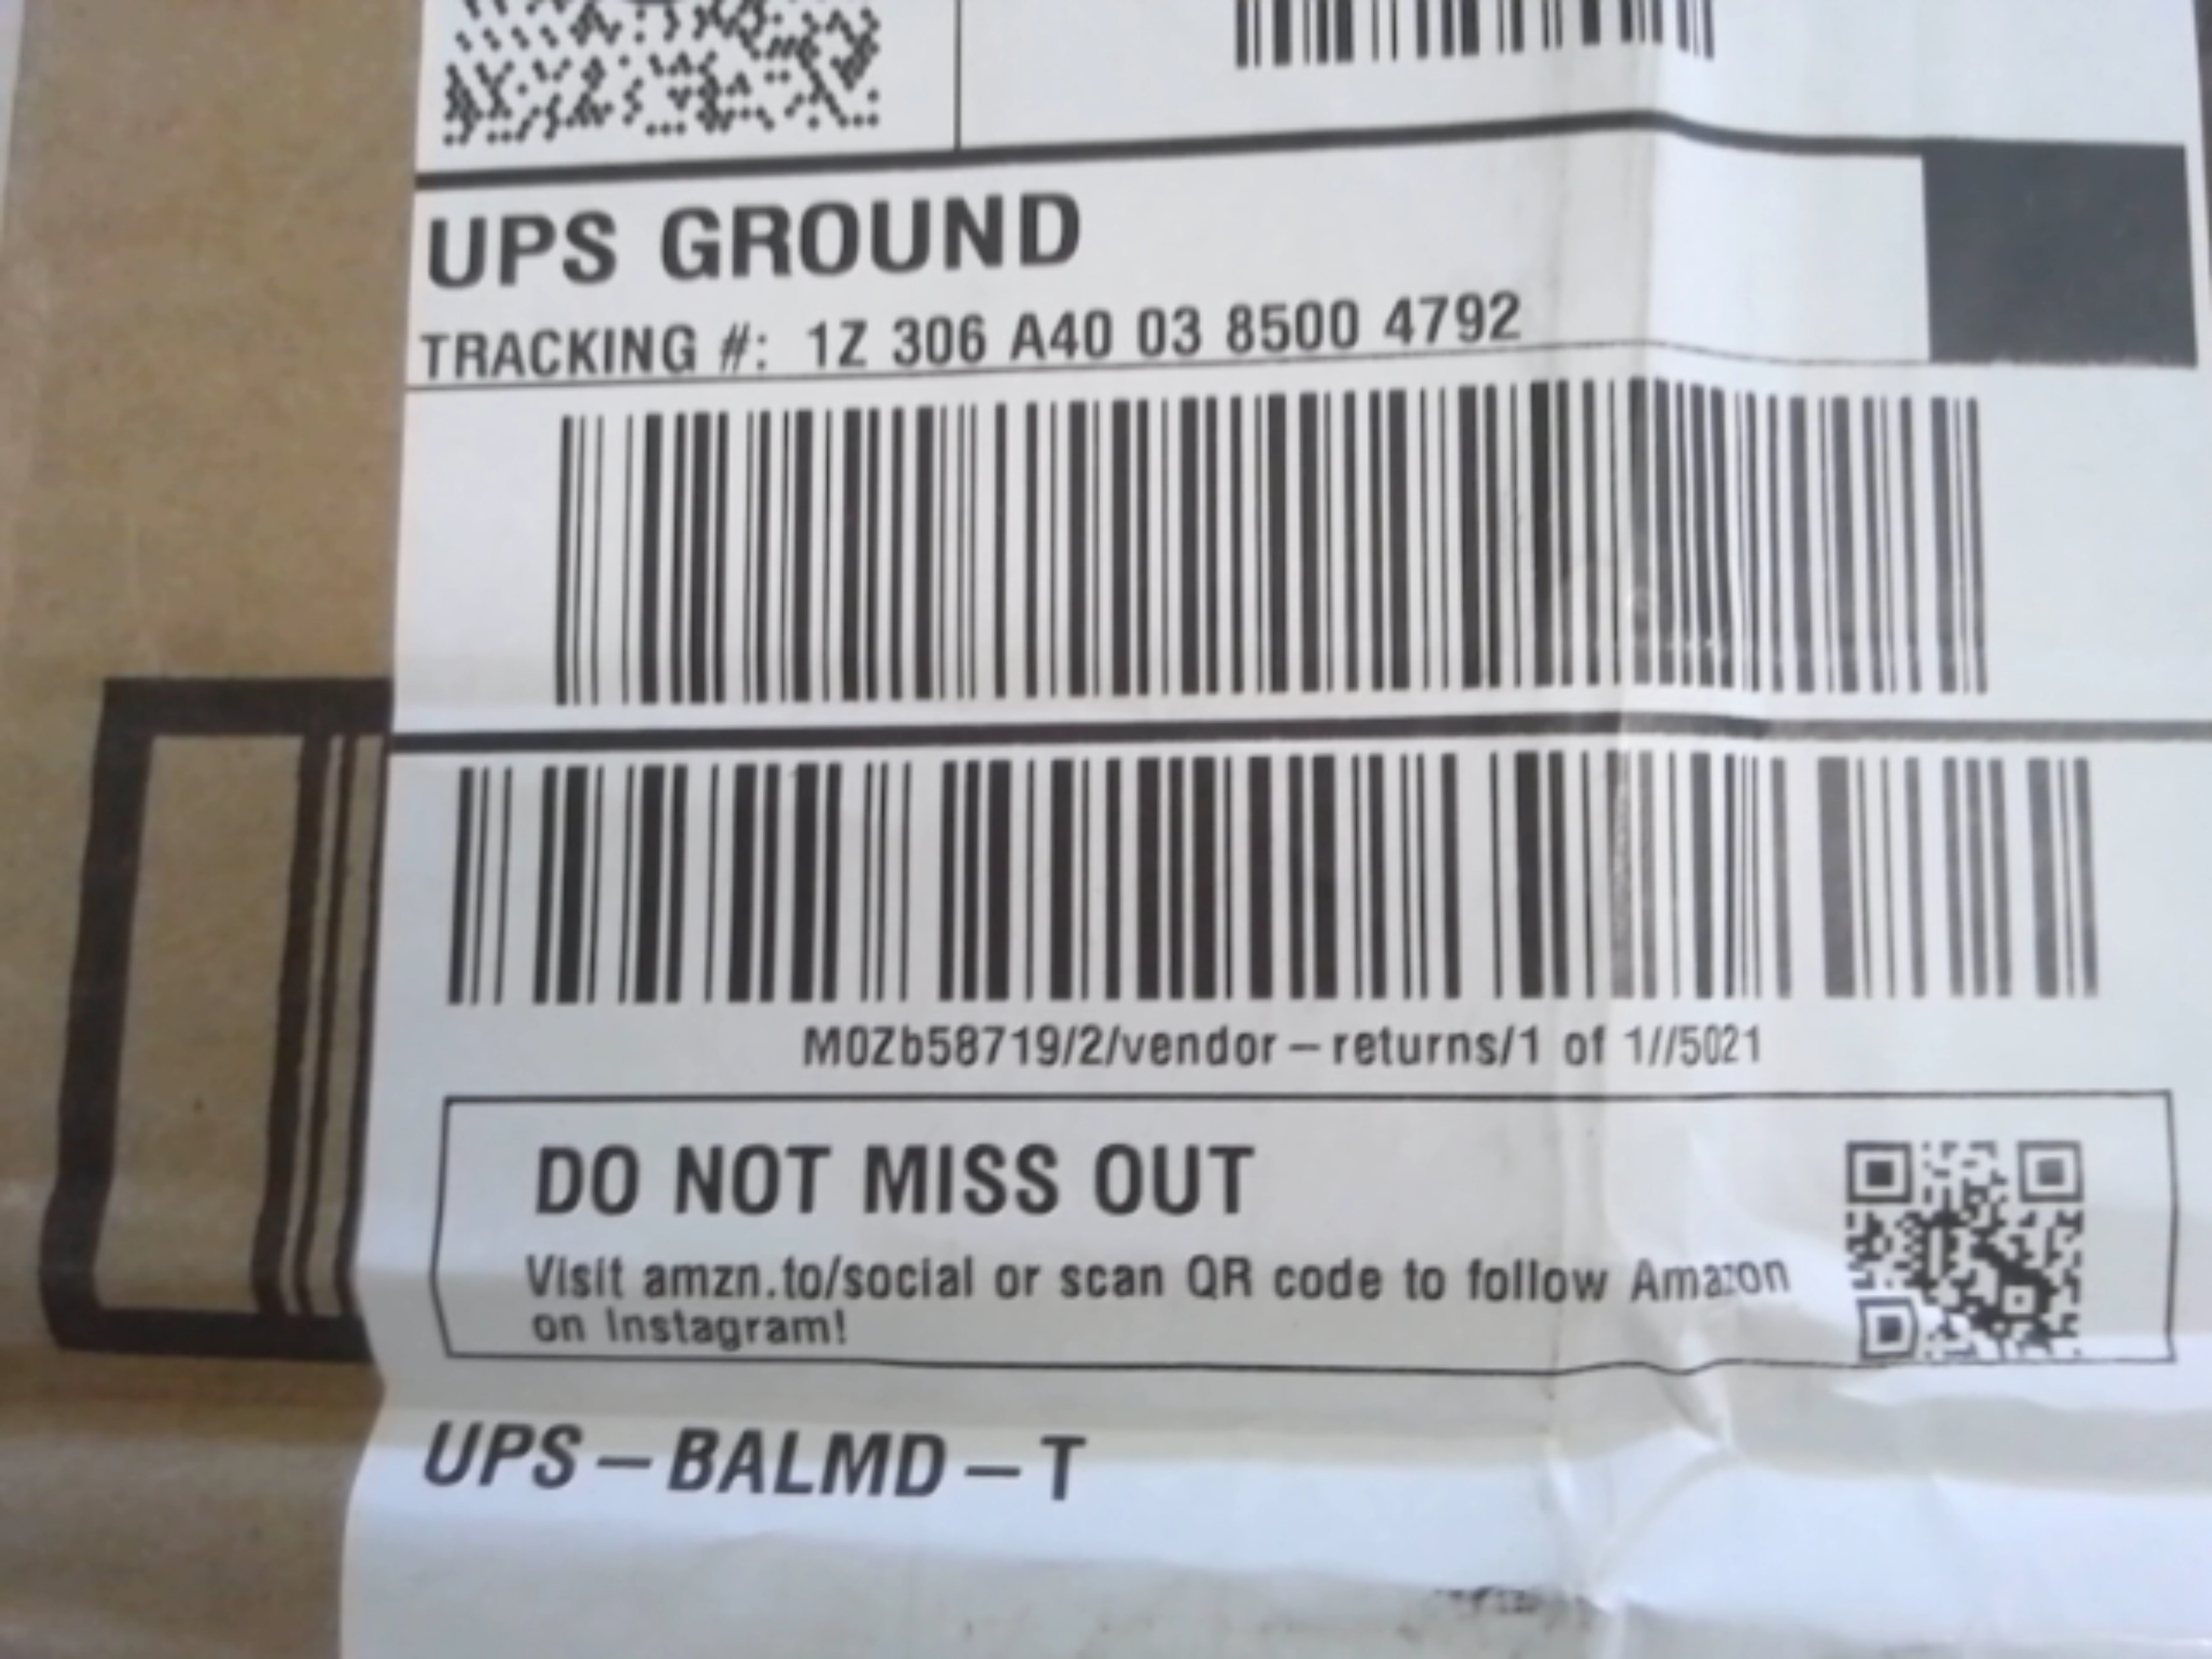 UPS GROUND
TRACKING #: 1Z 306 A40 03 8500 4792
M0Zb58719/2/vendor-returns/1 of 1//5021
DO NOT MISS OUT
Visit amzn.to/social or scan QR code to follow Amazon
on Instagram!
UPS-BALMD-T